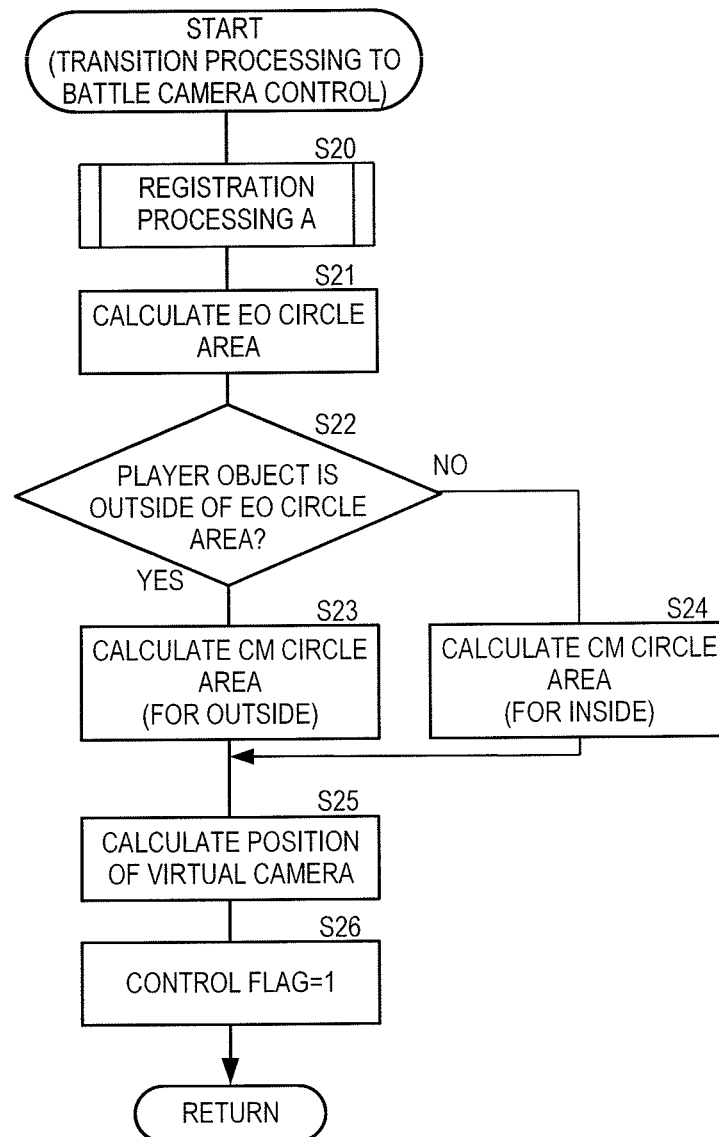 START
(TRANSITION PROCESSING TO
BATTLE CAMERA CONTROL)
S20
REGISTRATION
PROCESSING A
S21
CALCULATE EO CIRCLE
AREA
S22
PLAYER OBJECT IS
OUTSIDE OF EO CIRCLE
AREA?
NO
YES
S23
CALCULATE CM CIRCLE
AREA
(FOR OUTSIDE)
S24
CALCULATE CM CIRCLE
AREA
(FOR INSIDE)
S25
CALCULATE POSITION
OF VIRTUAL CAMERA
S26
CONTROL FLAG=1
RETURN